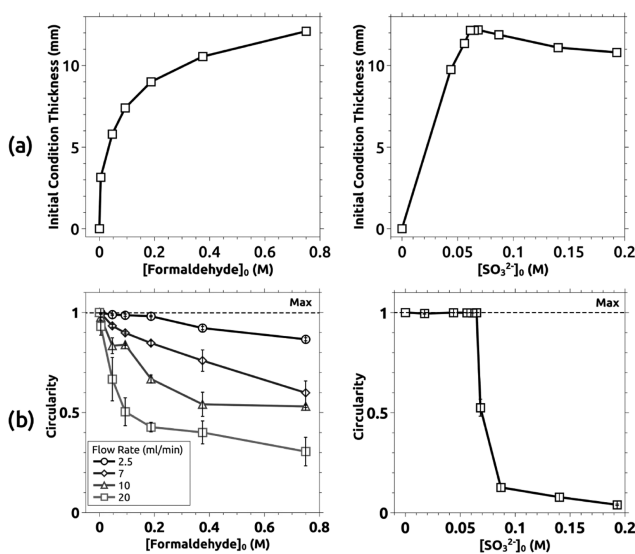 (a)
Initial Condition Thickness (mm)
10
5
0
0
0.2
0.4
0.6
0.8
[Formaldehyde]₀ (M)
Initial Condition Thickness (mm)
10
5
0
0
0.05
0.1
0.15
0.2
[SO₃²⁻]₀ (M)
(b)
Circularity
1
0.5
0
Max
Flow Rate (ml/min)
2.5
7
10
20
0
0.2
0.4
0.6
0.8
[Formaldehyde]₀ (M)
Circularity
1
0.5
0
Max
0
0.05
0.1
0.15
0.2
[SO₃²⁻]₀ (M)